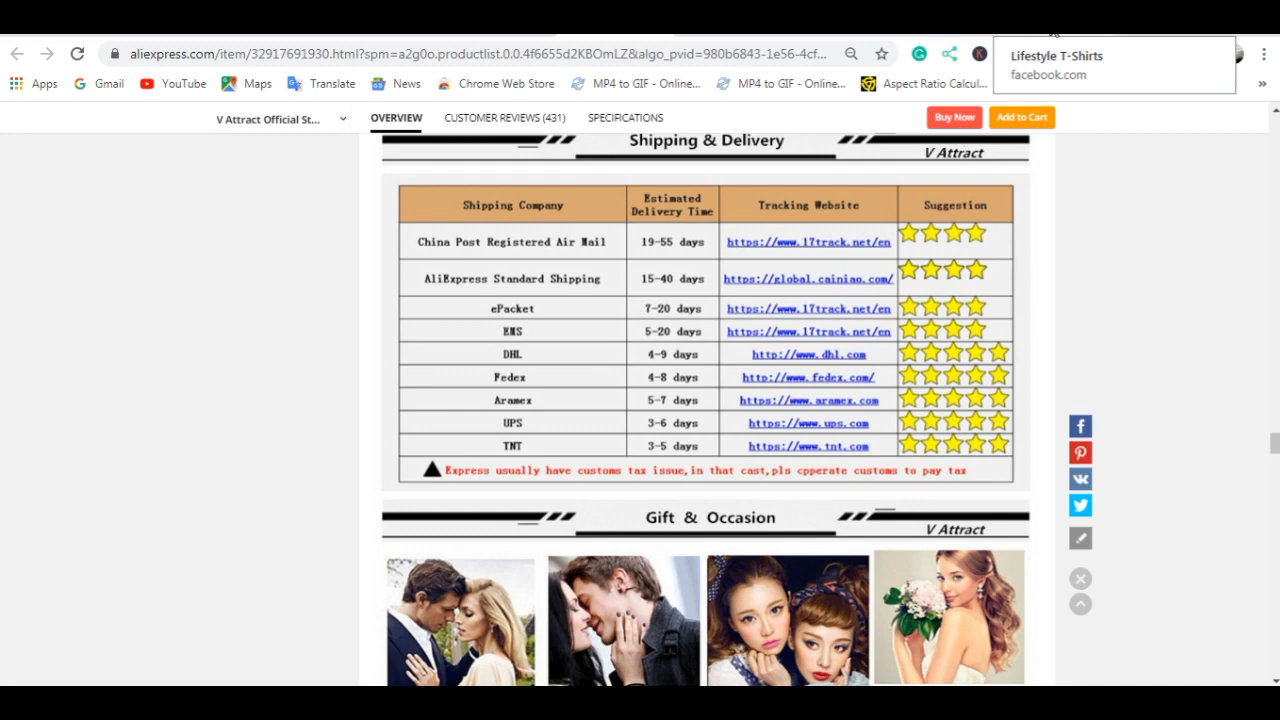 Lifestyle T-Shirts
facebook.com
aliexpress.com/item/32917691930.html?spm=a2g0o.productlist.0.0.4f6655d2KBOmLZ&algo_pvid=980b6843-1e56-4cf...
Apps Gmail YouTube Maps Translate News Chrome Web Store MP4 to GIF - Online... MP4 to GIF - Online... Aspect Ratio Calcul... »
V Attract Official St... OVERVIEW CUSTOMER REVIEWS (431) SPECIFICATIONS Buy Now Add to Cart
Shipping & Delivery
V Attract
Shipping Company Estimated Delivery Time Tracking Website Suggestion
China Post Registered Air Mail 19-55 days https://www.17track.net/en
AliExpress Standard Shipping 15-40 days https://global.cainiao.com/
ePacket 7-20 days https://www.17track.net/en
EMS 5-20 days https://www.17track.net/en
DHL 4-9 days http://www.dhl.com
Fedex 4-8 days http://www.fedex.com/
Aramex 5-7 days https://www.aramex.com
UPS 3-6 days https://www.ups.com
TNT 3-5 days https://www.tnt.com
Express usually have customs tax issue,in that cast,pls cpperate customs to pay tax
Gift & Occasion
V Attract